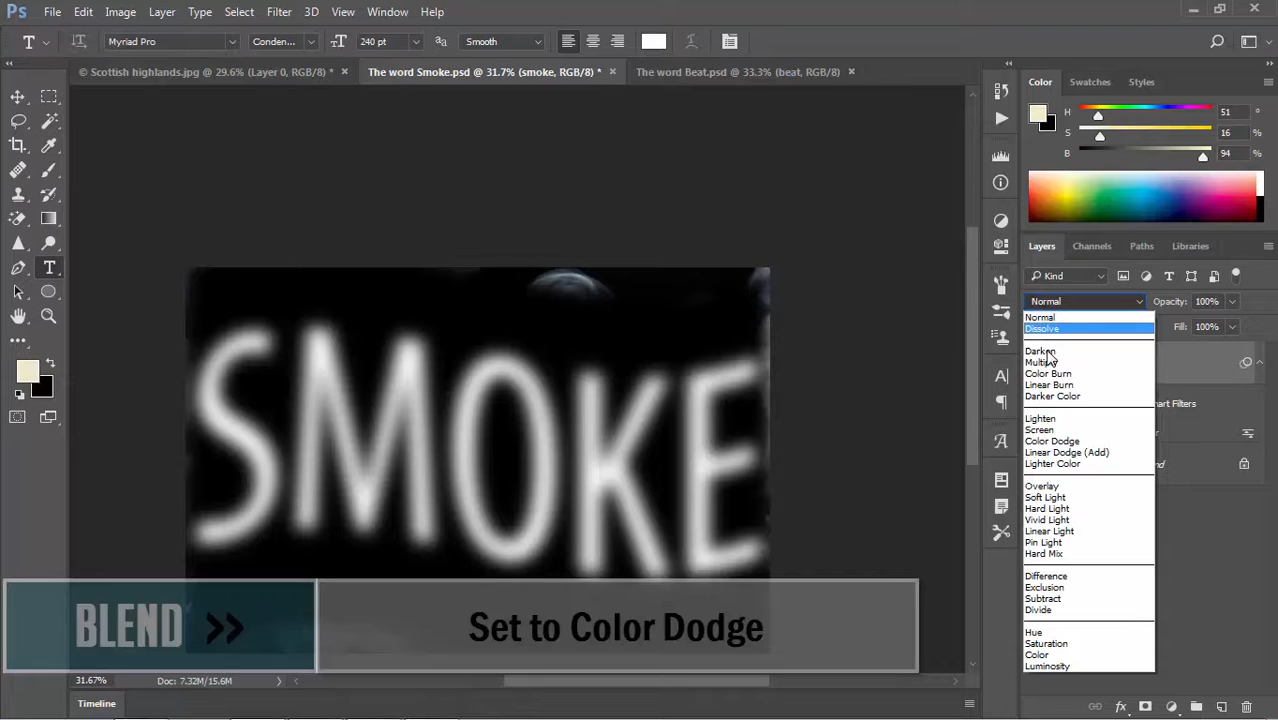 Ps File Edit Image Layer Type Select Filter 3D View Window Help
T Myriad Pro Conden... 240 pt Smooth
© Scottish highlands.jpg @ 29.6% (Layer 0, RGB/8) * × The word Smoke.psd @ 31.7% (smoke, RGB/8) * × The word Beat.psd @ 33.3% (beat, RGB/8) ×
Color Swatches Styles
H 51 °
S 16 %
B 94 %
Layers Channels Paths Libraries
Kind
Normal Opacity: 100%
Normal
Dissolve
Fill: 100%
Darken
Multiply
Color Burn
Linear Burn
Darker Color
mart Filters
Lighten
Screen
Color Dodge
Linear Dodge (Add)
Lighter Color
Overlay
Soft Light
Hard Light
Vivid Light
Linear Light
Pin Light
Hard Mix
Difference
Exclusion
Subtract
Divide
Hue
Saturation
Color
Luminosity
SMOKE
BLEND >> Set to Color Dodge
31.67% Doc: 7.32M/15.6M
Timeline